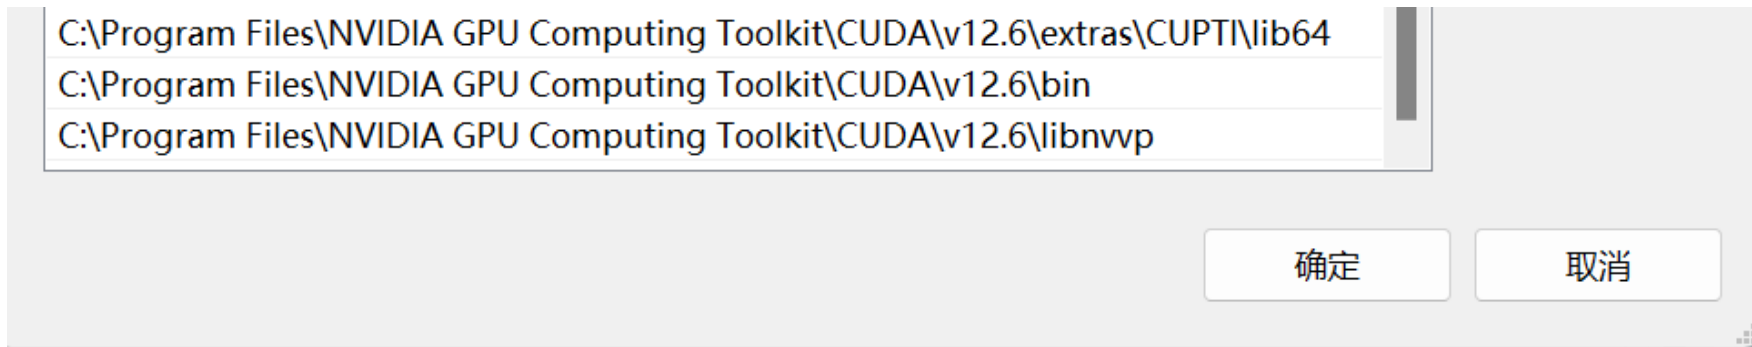 C:\Program Files\NVIDIA GPU Computing Toolkit\CUDA\v12.6\extras\CUPTI\lib64
C:\Program Files\NVIDIA GPU Computing Toolkit\CUDA\v12.6\bin
C:\Program Files\NVIDIA GPU Computing Toolkit\CUDA\v12.6\libnvvp
确定 取消